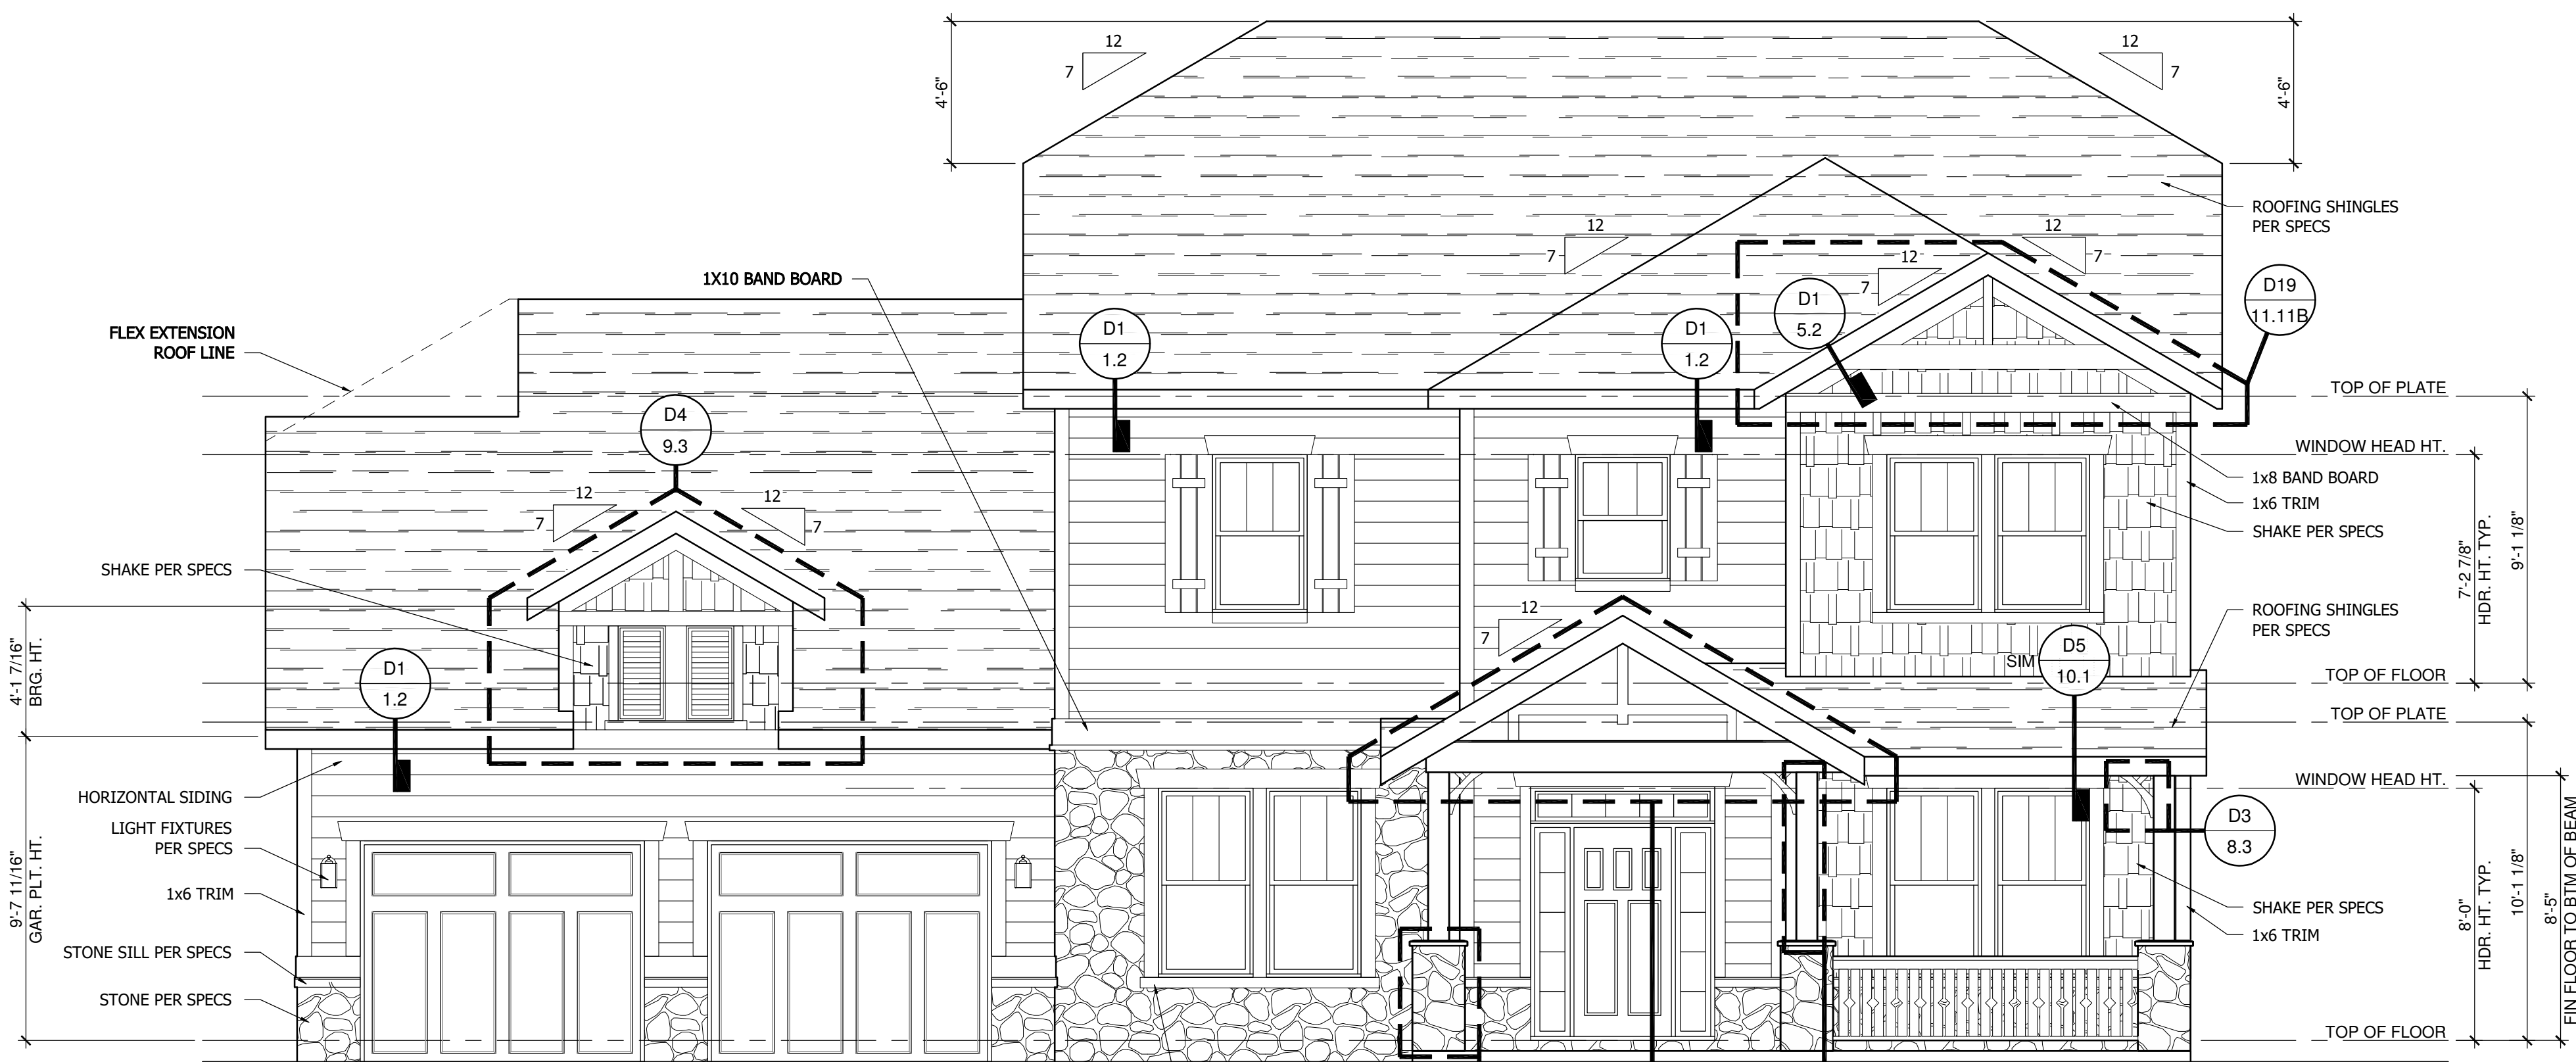 4'-6"
12
7
12
7
4'-6"
ROOFING SHINGLES
PER SPECS
12
7
12
7
12
7
1X10 BAND BOARD
D19
11.11B
D1
5.2
D1
1.2
D1
1.2
FLEX EXTENSION
ROOF LINE
TOP OF PLATE
D4
9.3
WINDOW HEAD HT.
1x8 BAND BOARD
1x6 TRIM
SHAKE PER SPECS
7'-2 7/8"
HDR. HT. TYP.
9'-1 1/8"
12
7
12
7
SHAKE PER SPECS
12
7
ROOFING SHINGLES
PER SPECS
4'-1 7/16"
BRG. HT.
D1
1.2
SIM
D5
10.1
TOP OF FLOOR
TOP OF PLATE
WINDOW HEAD HT.
HORIZONTAL SIDING
LIGHT FIXTURES
PER SPECS
D3
8.3
1x6 TRIM
9'-7 11/16"
GAR. PLT. HT.
SHAKE PER SPECS
1x6 TRIM
8'-0"
HDR. HT. TYP.
10'-1 1/8"
8'-5"
FIN FLOOR TO BTM OF BEAM
STONE SILL PER SPECS
STONE PER SPECS
TOP OF FLOOR